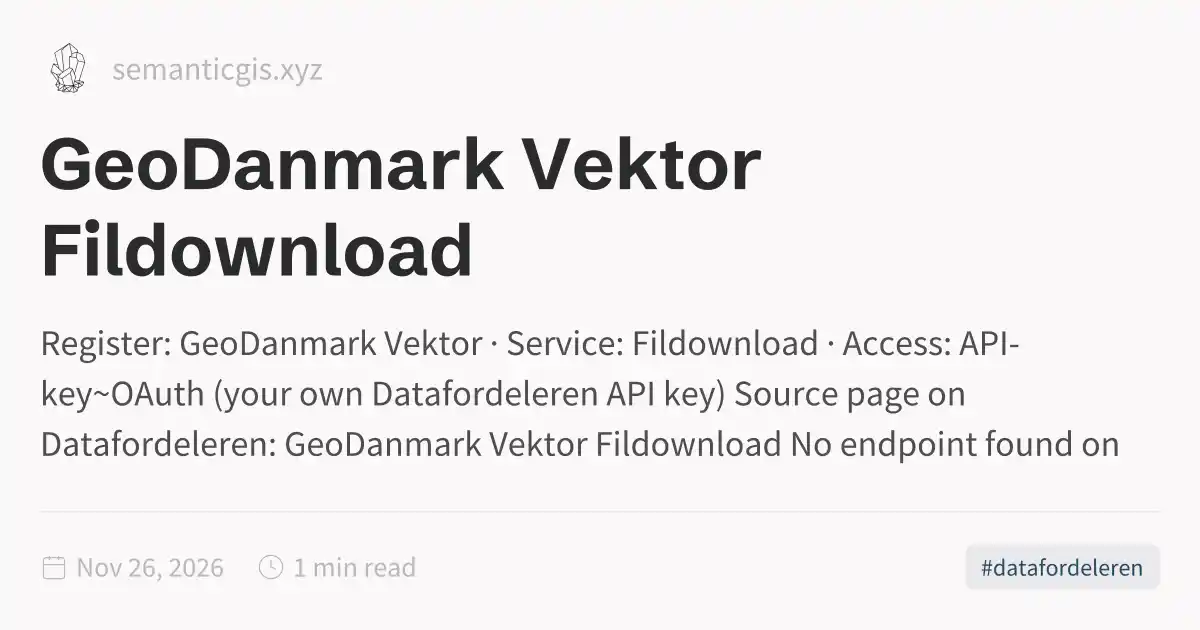 semanticgis.xyz
GeoDanmark Vektor
Fildownload
Register: GeoDanmark Vektor · Service: Fildownload · Access: API-
key~OAuth (your own Datafordeleren API key) Source page on
Datafordeleren: GeoDanmark Vektor Fildownload No endpoint found on
Nov 26, 2026 1 min read #datafordeleren